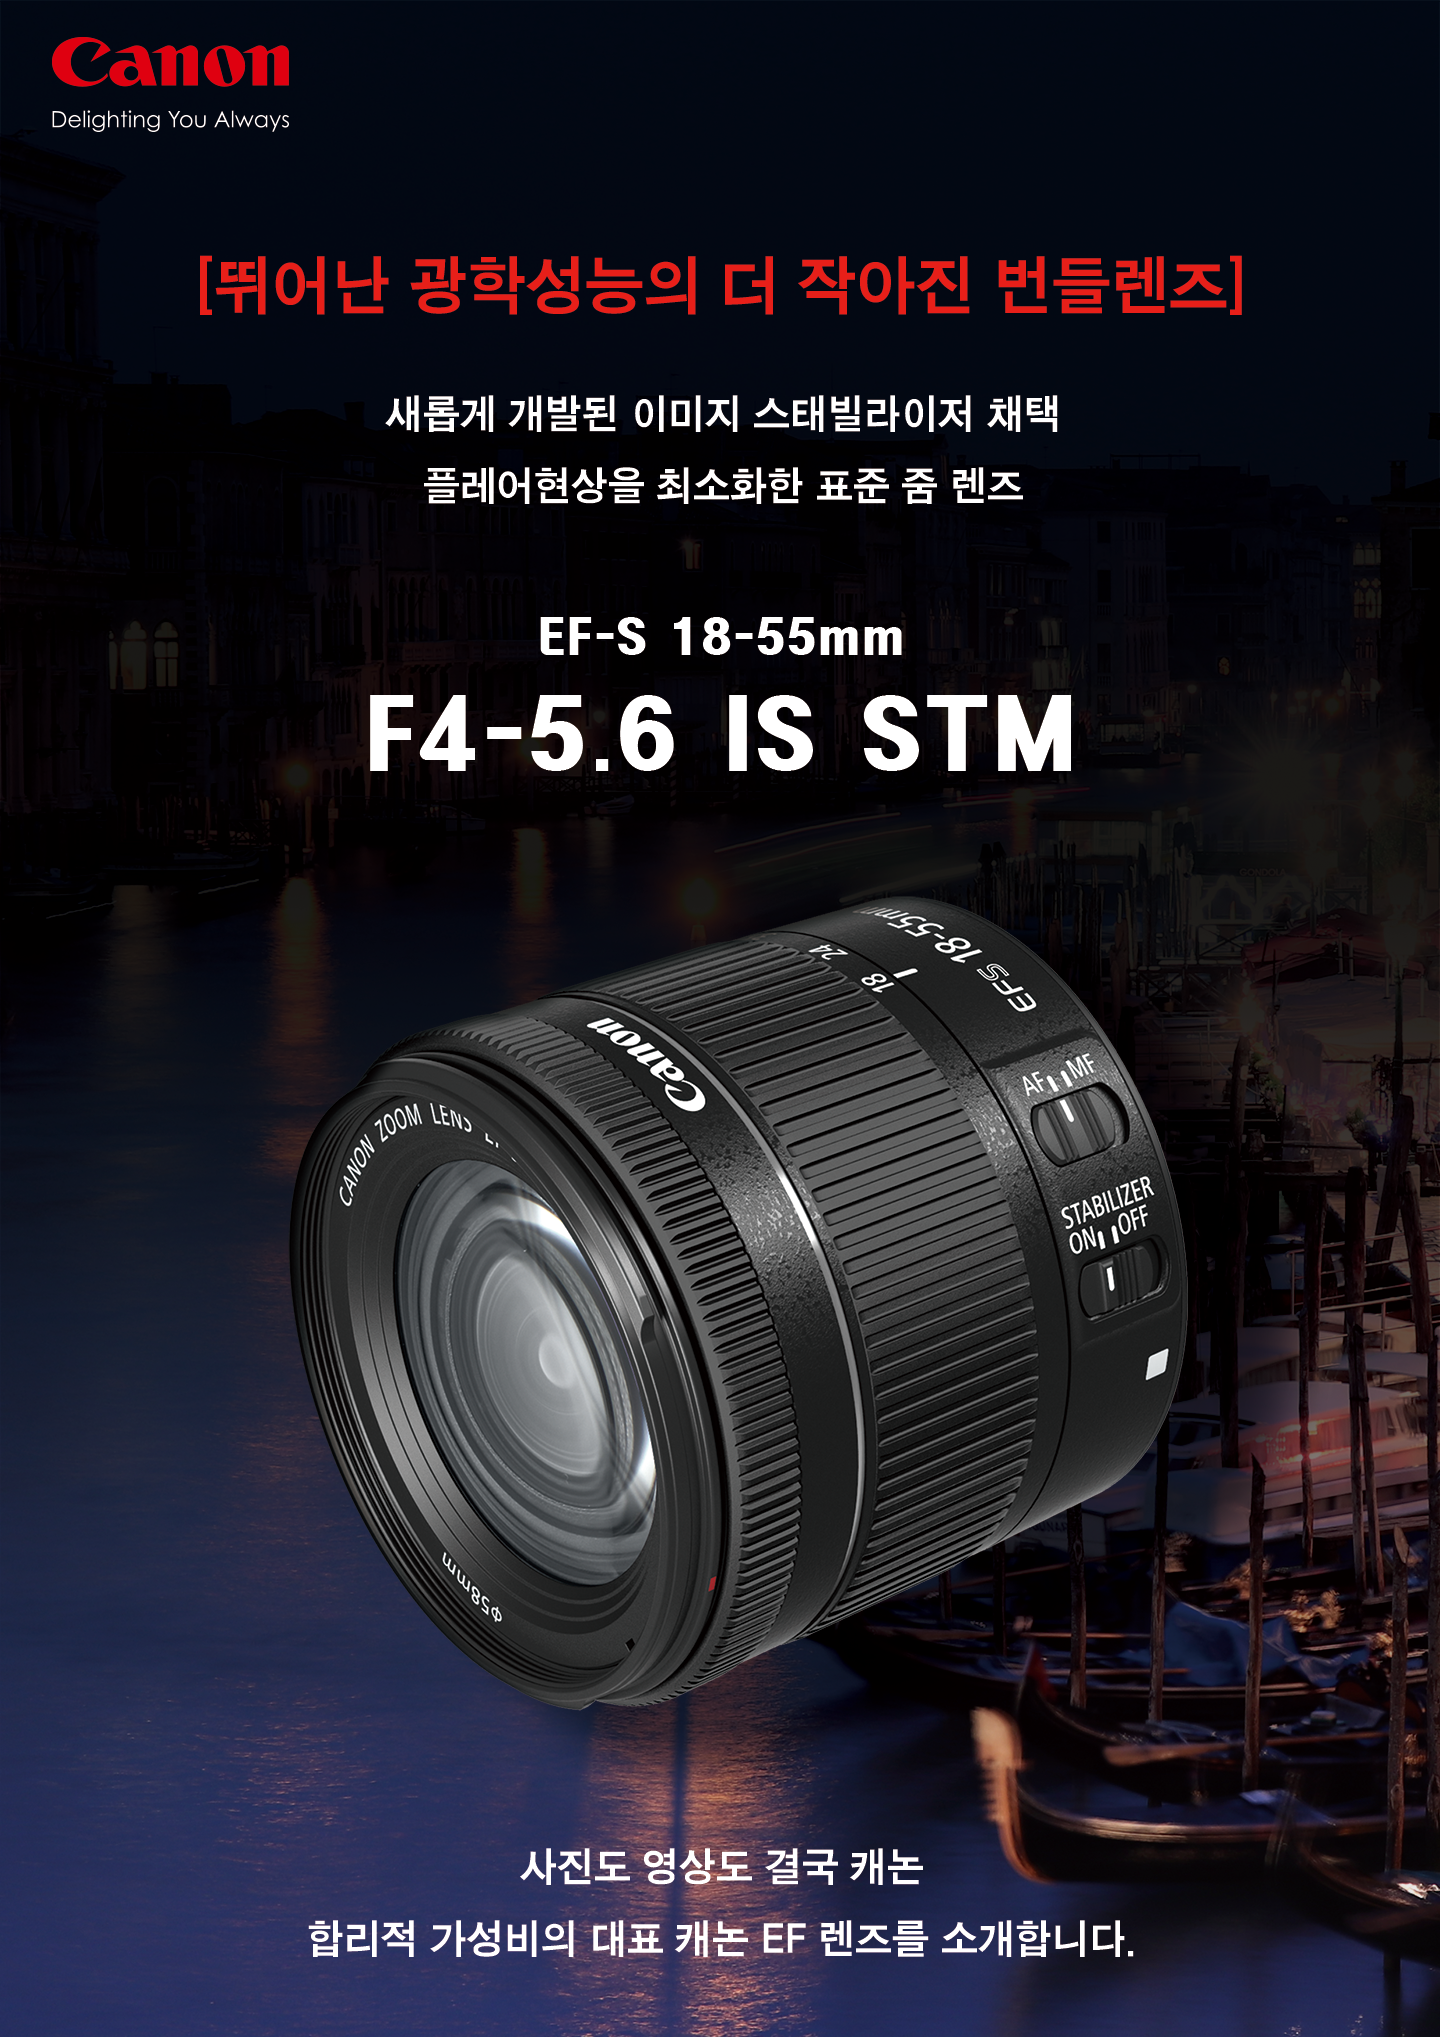 Canon
Delighting You Always
[뛰어난 광학성능의 더 작아진 번들렌즈]
새롭게 개발된 이미지 스태빌라이저 채택
플레어현상을 최소화한 표준 줌 렌즈
EF-S 18-55mm
F4-5.6 IS STM
EFS 18-55mm
24
18
Canon
AF MF
STABILIZER
ON OFF
CANON ZOOM LENS
φ58mm
사진도 영상도 결국 캐논
합리적 가성비의 대표 캐논 EF 렌즈를 소개합니다.